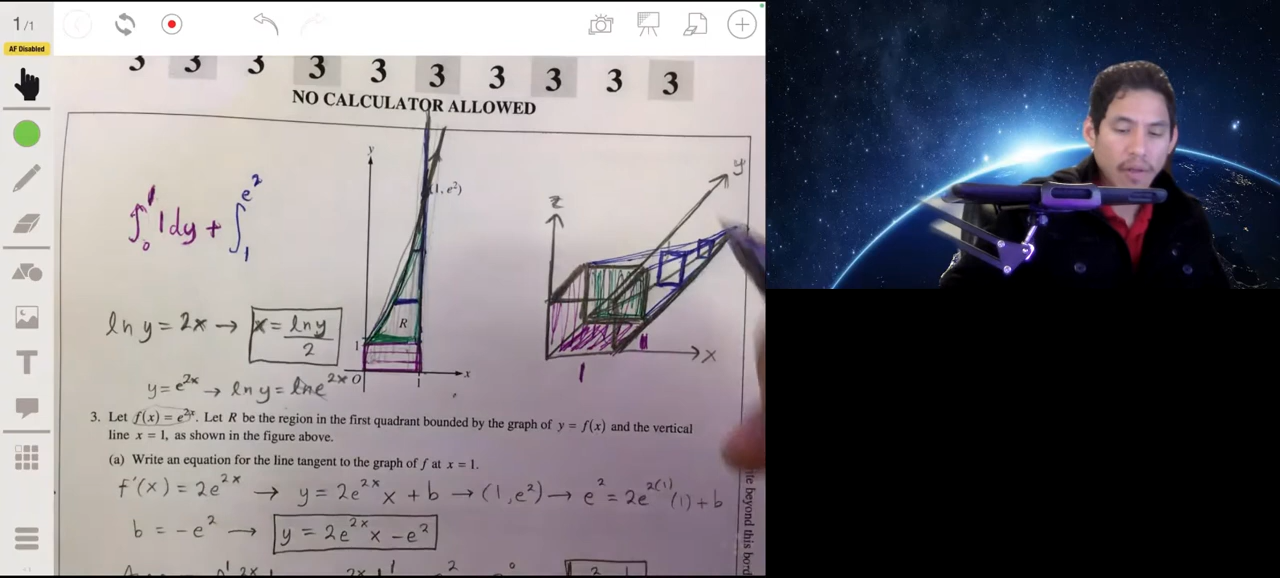 1/1
AF Disabled
3 3 3 3 3 3 3 3 3 3
NO CALCULATOR ALLOWED
y
(1, e²)
∫₀¹ 1dy + ∫₁^{e²}
z
y
R
1
ln y = 2x → x = ln y / 2
x
O
1
x
1
y = e^{2x} → ln y = ln e^{2x}
3. Let f(x) = e^{2x}. Let R be the region in the first quadrant bounded by the graph of y = f(x) and the vertical
line x = 1, as shown in the figure above.
(a) Write an equation for the line tangent to the graph of f at x = 1.
f'(x) = 2e^{2x} → y = 2e^{2x} x + b → (1, e²) → e² = 2e^{2(1)}(1) + b
b = -e² → y = 2e^{2x} x - e²
T